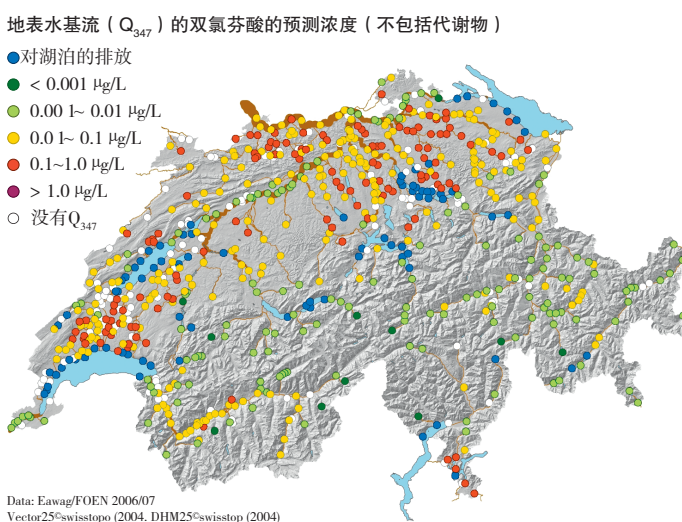 地表水基流（Q347）的双氯芬酸的预测浓度（不包括代谢物）
对湖泊的排放
< 0.001 μg/L
0.00 1~ 0.01 μg/L
0.0 1~ 0.1 μg/L
0.1~1.0 μg/L
> 1.0 μg/L
没有Q347
Data: Eawag/FOEN 2006/07
Vector25©swisstopo (2004, DHM25©swisstop (2004)